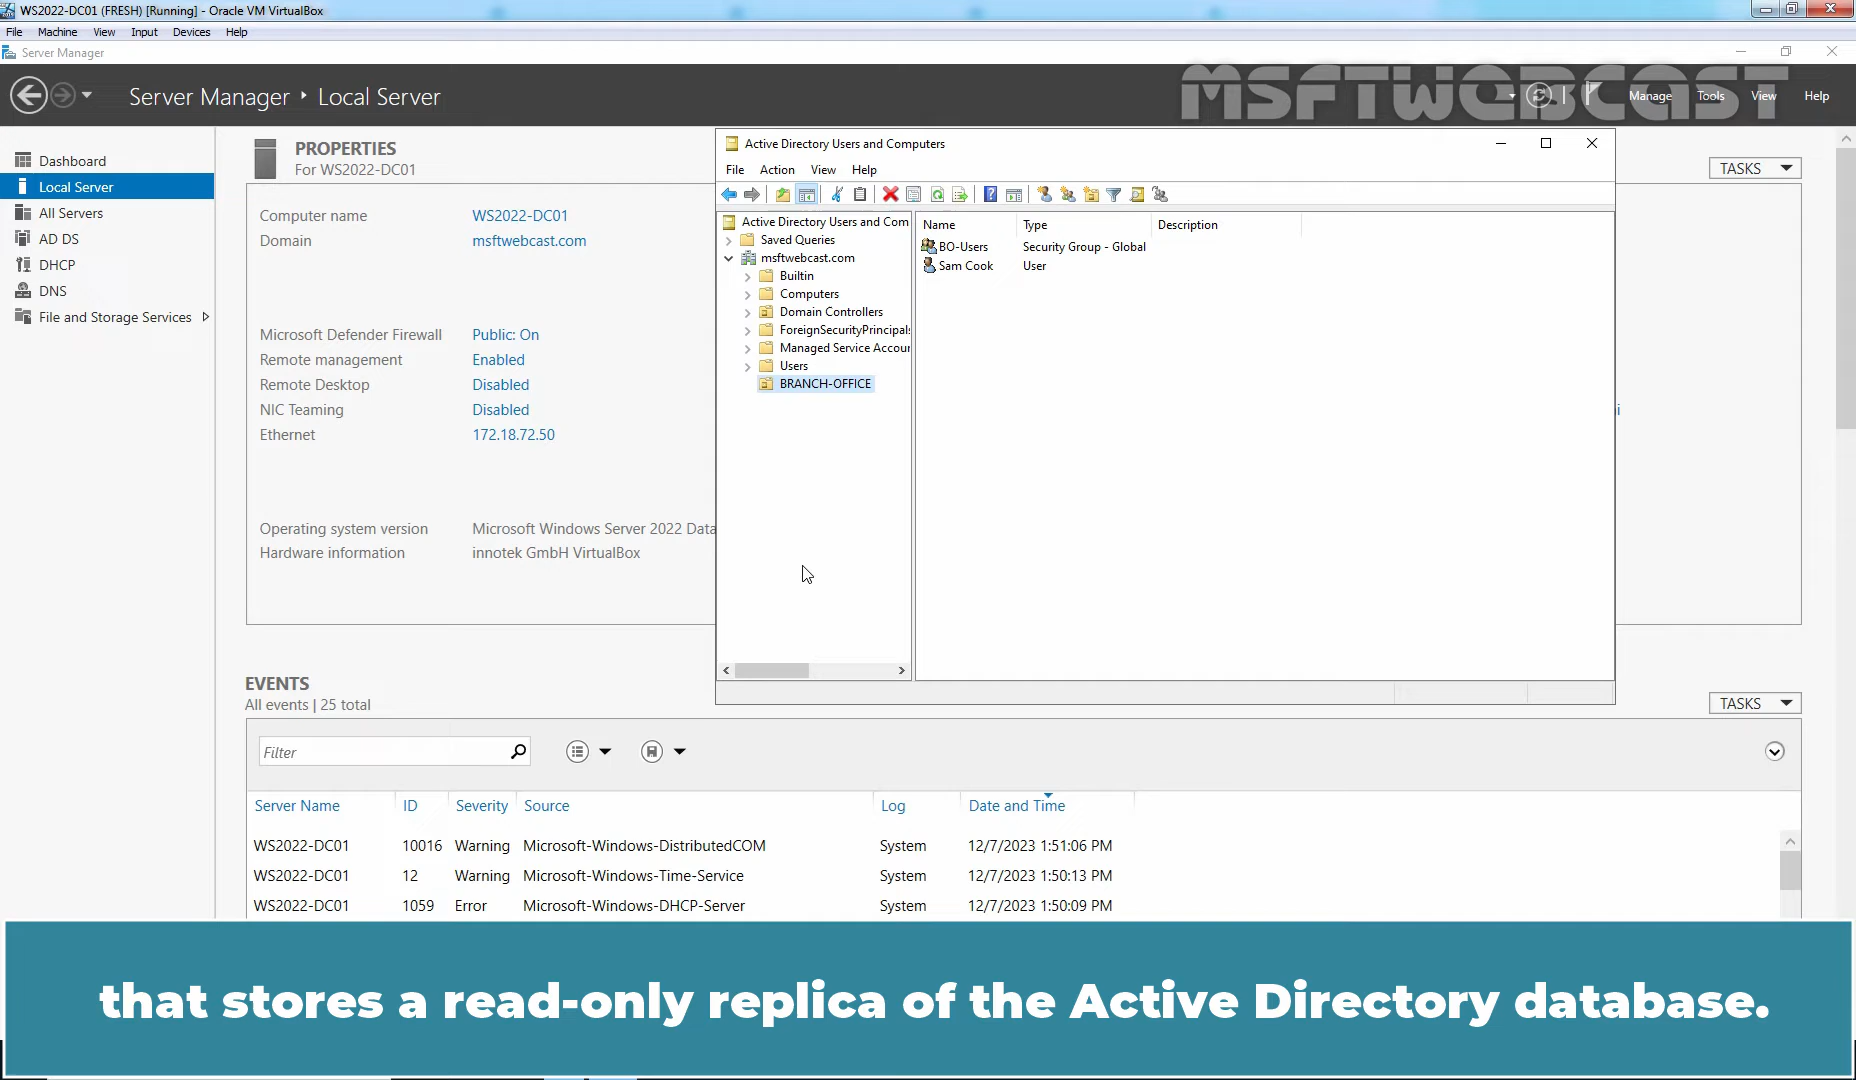 WS2022-DC01 (FRESH) [Running] - Oracle VM VirtualBox
File Machine View Input Devices Help
Server Manager
Server Manager ‣ Local Server
MSFTWEBCAST
Manage Tools View Help
Dashboard
Local Server
All Servers
AD DS
DHCP
DNS
File and Storage Services
PROPERTIES
For WS2022-DC01
TASKS
Computer name WS2022-DC01
Domain msftwebcast.com
Microsoft Defender Firewall Public: On
Remote management Enabled
Remote Desktop Disabled
NIC Teaming Disabled
Ethernet 172.18.72.50
Operating system version Microsoft Windows Server 2022 Data
Hardware information innotek GmbH VirtualBox
Active Directory Users and Computers
File Action View Help
Active Directory Users and Com
Saved Queries
msftwebcast.com
Builtin
Computers
Domain Controllers
ForeignSecurityPrincipals
Managed Service Accoun
Users
BRANCH-OFFICE
Name Type Description
BO-Users Security Group - Global
Sam Cook User
EVENTS
All events | 25 total
TASKS
Filter
Server Name ID Severity Source Log Date and Time
WS2022-DC01 10016 Warning Microsoft-Windows-DistributedCOM System 12/7/2023 1:51:06 PM
WS2022-DC01 12 Warning Microsoft-Windows-Time-Service System 12/7/2023 1:50:13 PM
WS2022-DC01 1059 Error Microsoft-Windows-DHCP-Server System 12/7/2023 1:50:09 PM
that stores a read-only replica of the Active Directory database.